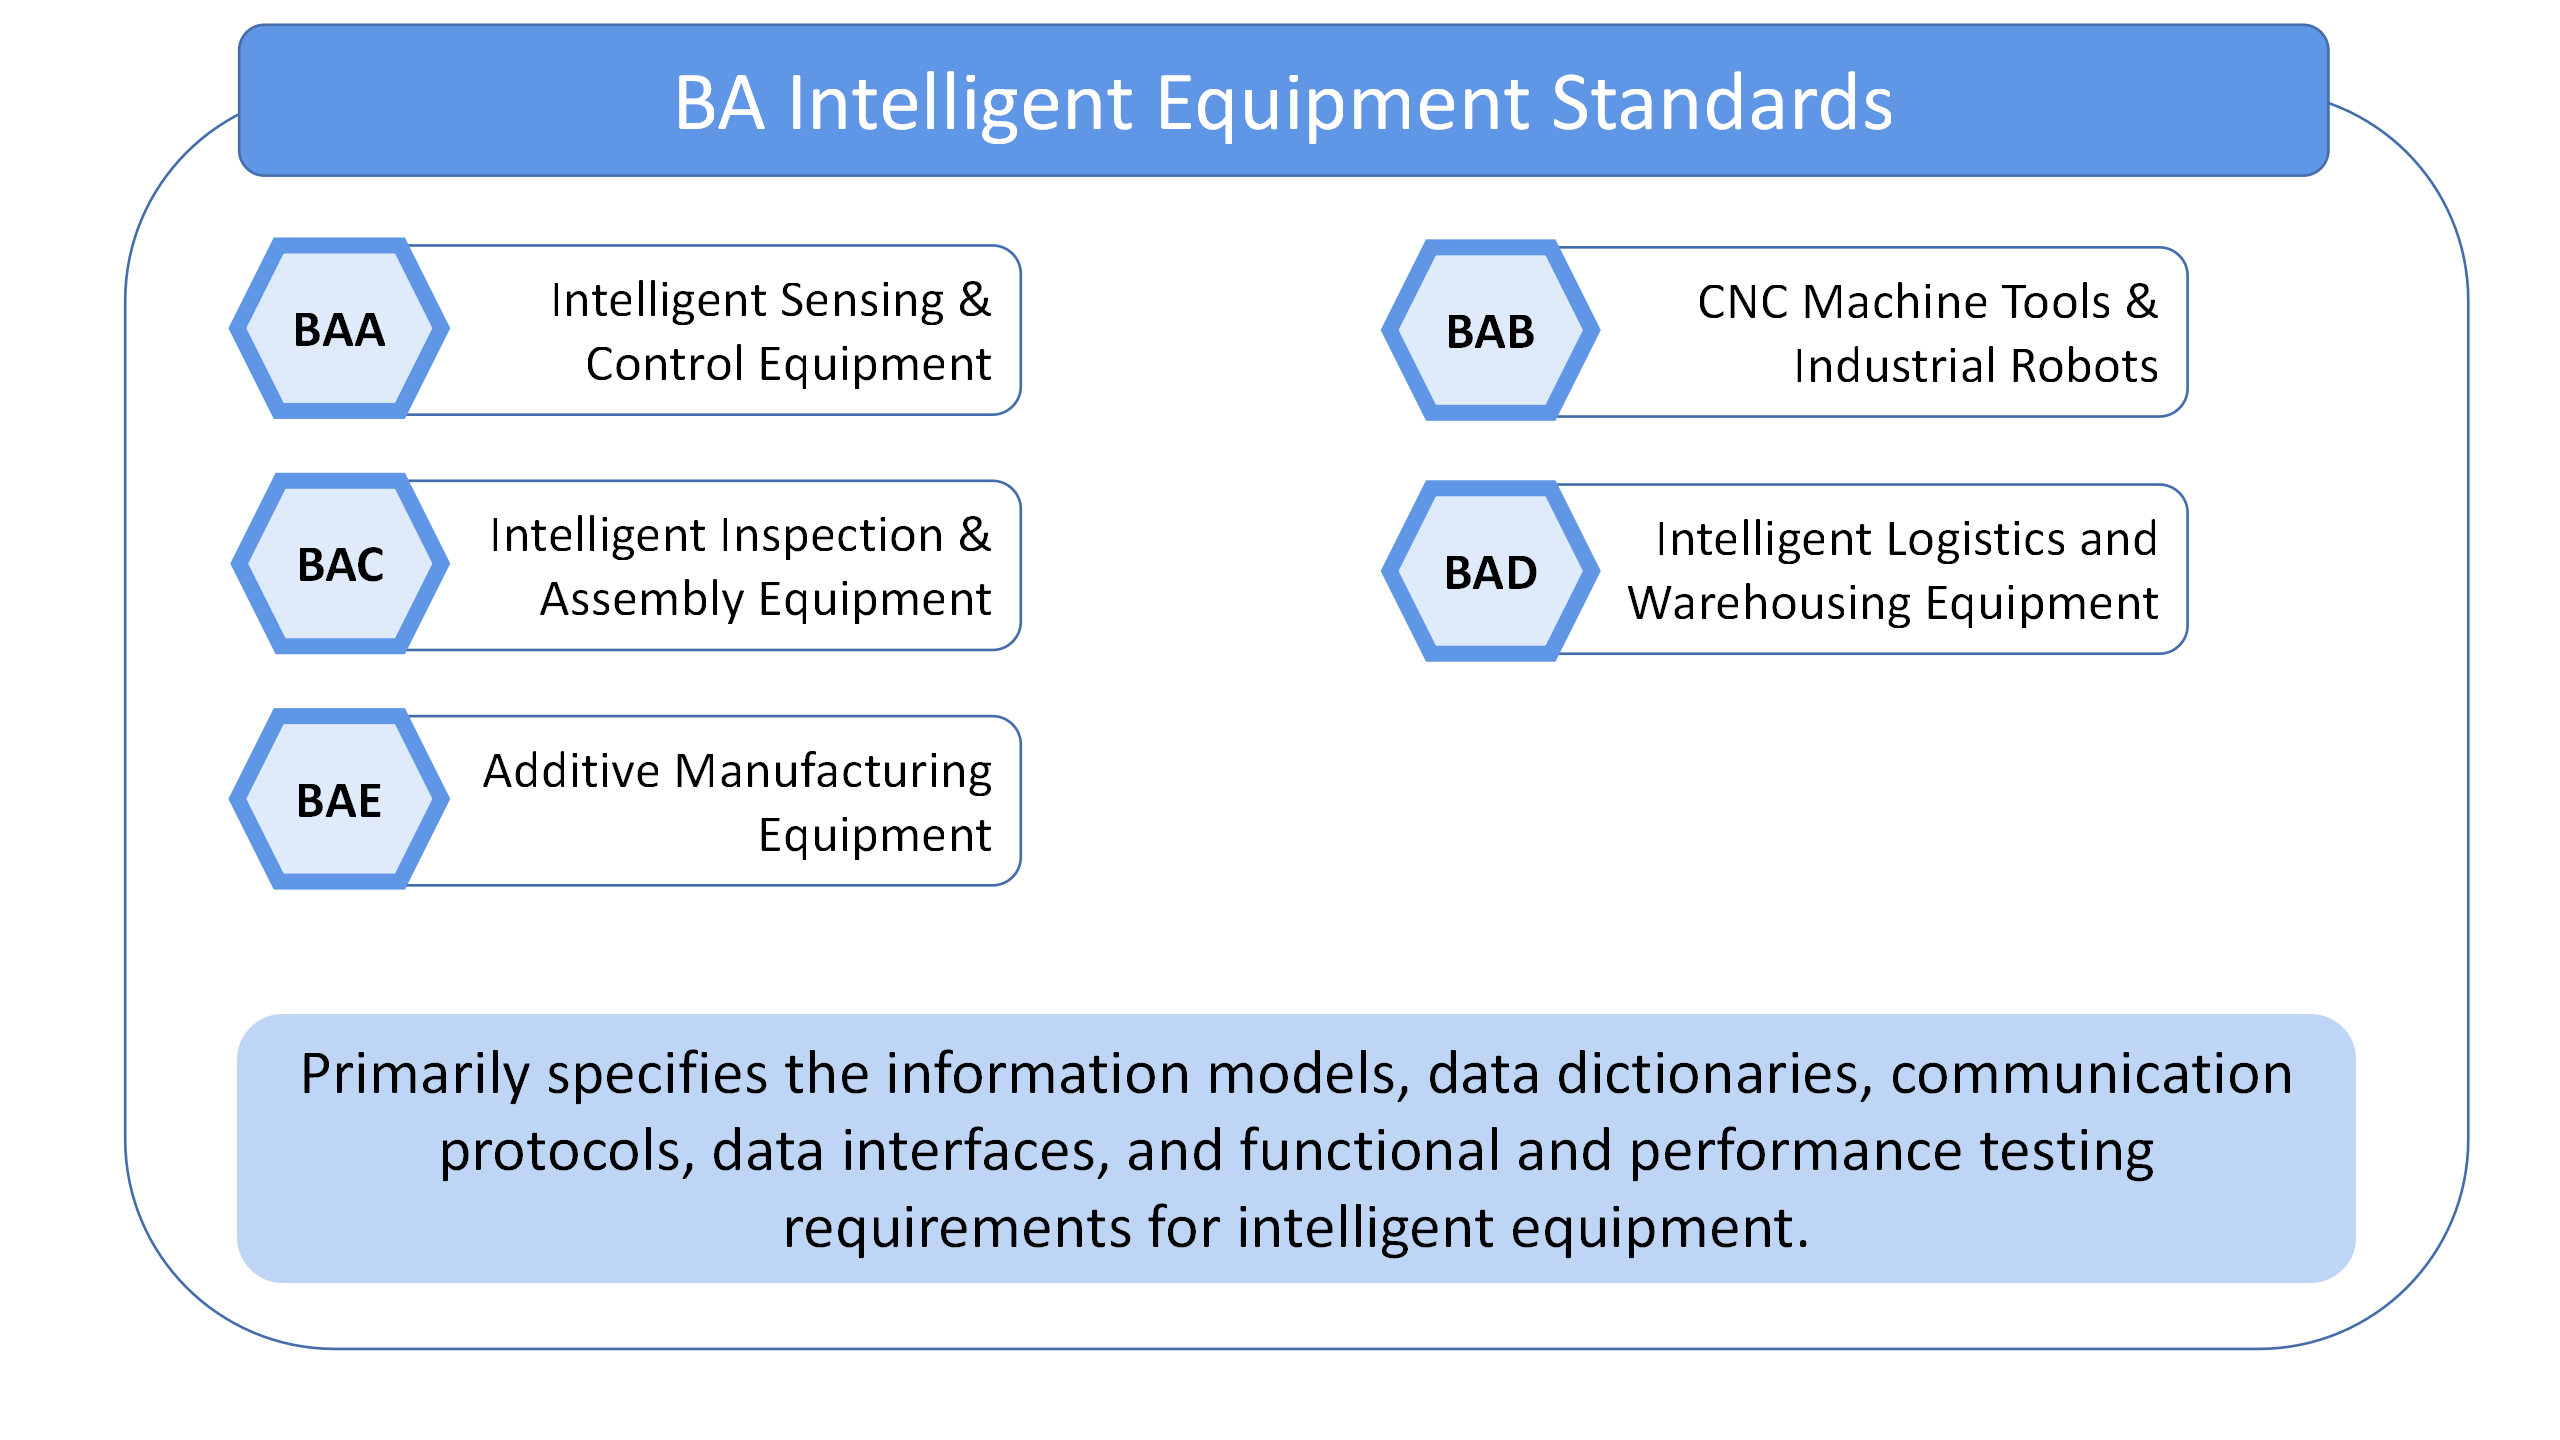 BA Intelligent Equipment Standards
BAA
Intelligent Sensing &
Control Equipment
BAB
CNC Machine Tools &
Industrial Robots
BAC
Intelligent Inspection &
Assembly Equipment
BAD
Intelligent Logistics and
Warehousing Equipment
BAE
Additive Manufacturing
Equipment
Primarily specifies the information models, data dictionaries, communication
protocols, data interfaces, and functional and performance testing
requirements for intelligent equipment.